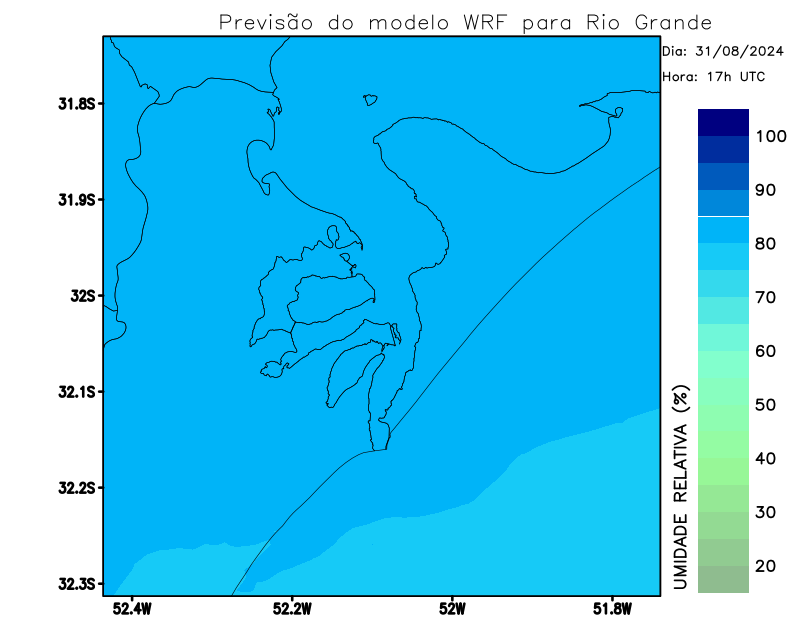 Previsão do modelo WRF para Rio Grande
Dia: 31/08/2024
Hora: 17h UTC
31.8S
31.9S
32S
32.1S
32.2S
32.3S
52.4W
52.2W
52W
51.8W
100
90
80
70
60
50
40
30
20
UMIDADE RELATIVA (%)